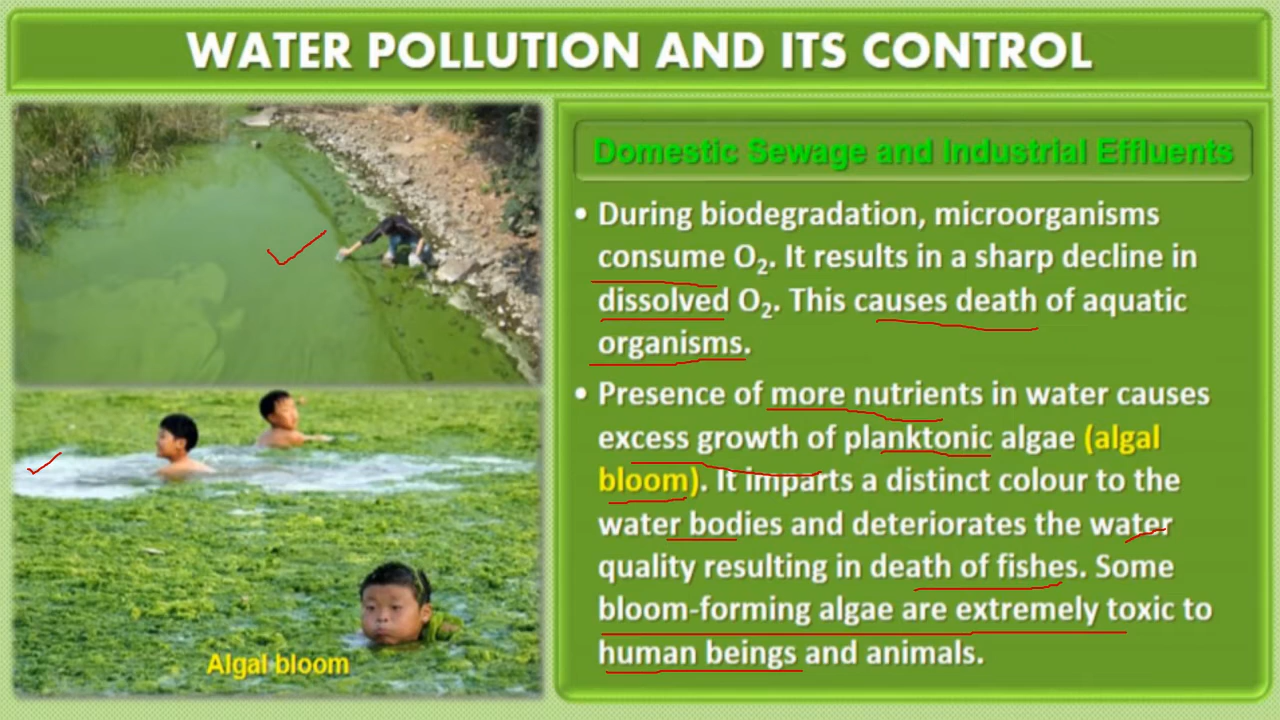 WATER POLLUTION AND ITS CONTROL
Domestic Sewage and Industrial Effluents
• During biodegradation, microorganisms
consume O₂. It results in a sharp decline in
dissolved O₂. This causes death of aquatic
organisms.
• Presence of more nutrients in water causes
excess growth of planktonic algae (algal
bloom). It imparts a distinct colour to the
water bodies and deteriorates the water
quality resulting in death of fishes. Some
bloom-forming algae are extremely toxic to
human beings and animals.
Algal bloom